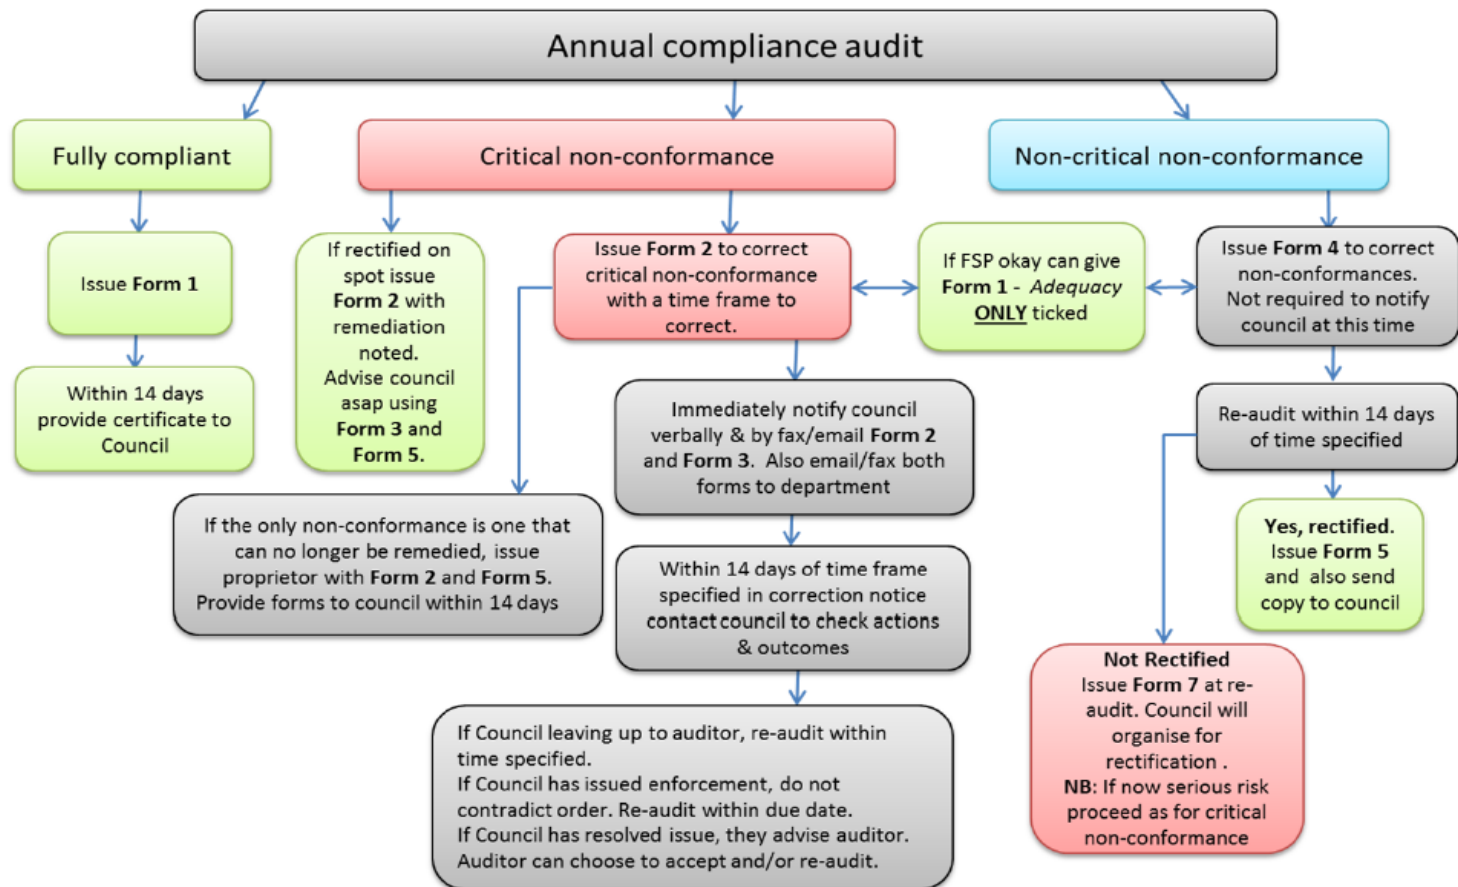 Annual compliance audit
Fully compliant
Critical non-conformance
Non-critical non-conformance
Issue Form 1
Within 14 days
provide certificate to
Council
If rectified on
spot issue
Form 2 with
remediation
noted.
Advise council
asap using
Form 3 and
Form 5.
Issue Form 2 to correct
critical non-conformance
with a time frame to
correct.
If FSP okay can give
Form 1 - Adequacy
ONLY ticked
Issue Form 4 to correct
non-conformances.
Not required to notify
council at this time
If the only non-conformance is one that
can no longer be remedied, issue
proprietor with Form 2 and Form 5.
Provide forms to council within 14 days
Immediately notify council
verbally & by fax/email Form 2
and Form 3. Also email/fax both
forms to department
Within 14 days of time frame
specified in correction notice
contact council to check actions
& outcomes
If Council leaving up to auditor, re-audit within
time specified.
If Council has issued enforcement, do not
contradict order. Re-audit within due date.
If Council has resolved issue, they advise auditor.
Auditor can choose to accept and/or re-audit.
Re-audit within 14 days
of time specified
Yes, rectified.
Issue Form 5
and also send
copy to council
Not Rectified
Issue Form 7 at re-
audit. Council will
organise for
rectification .
NB: If now serious risk
proceed as for critical
non-conformance